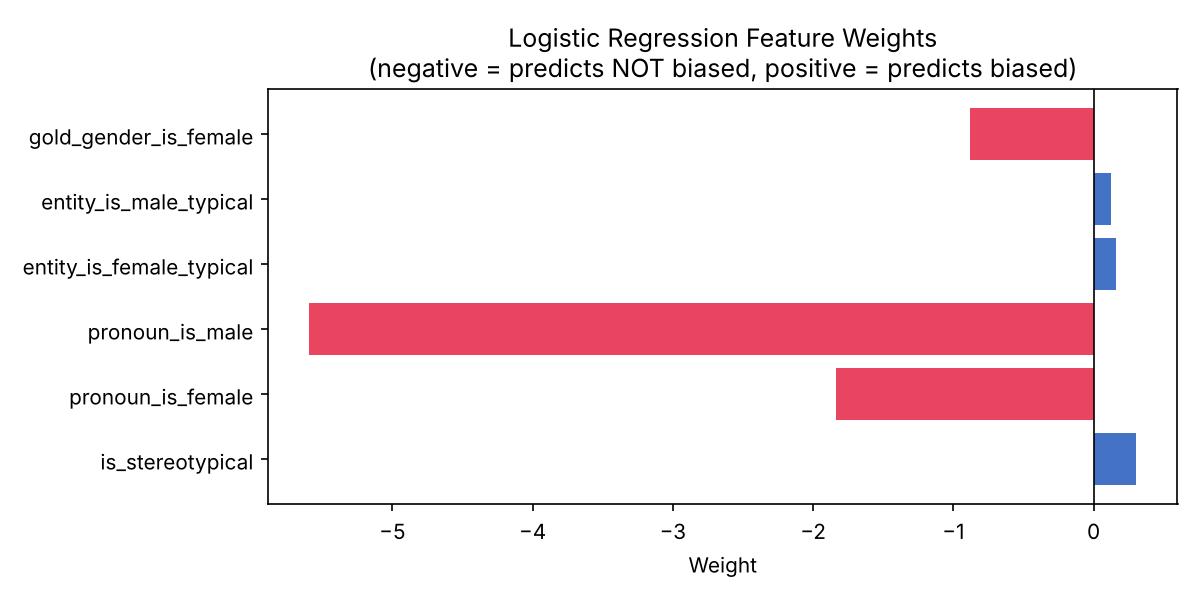 Logistic Regression Feature Weights
(negative = predicts NOT biased, positive = predicts biased)
gold_gender_is_female
entity_is_male_typical
entity_is_female_typical
pronoun_is_male
pronoun_is_female
is_stereotypical
−5 −4 −3 −2 −1 0
Weight